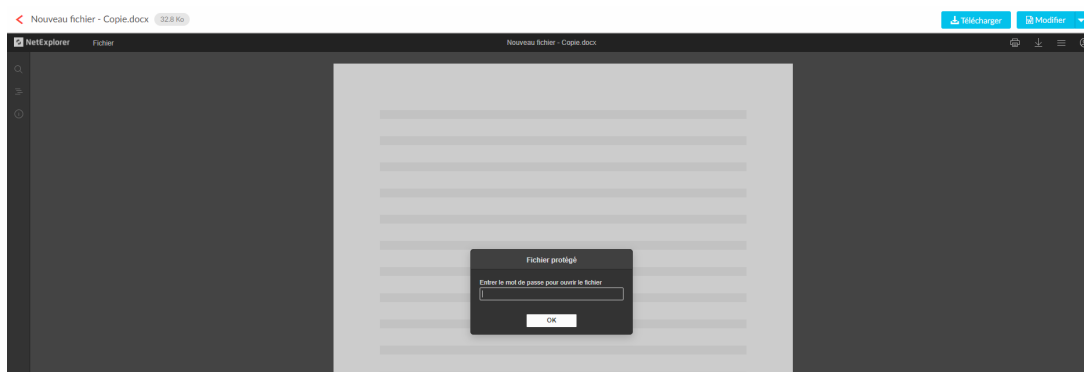 Nouveau fichier - Copie.docx 32.8 Ko
Télécharger
Modifier
NetExplorer Fichier Nouveau fichier - Copie.docx
Fichier protégé
Entrer le mot de passe pour ouvrir le fichier
OK